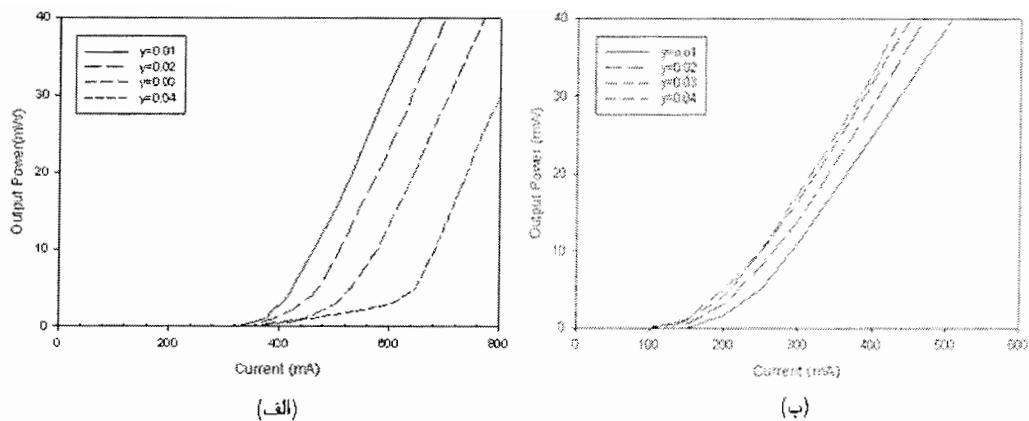 40
30
20
10
0
Output Power(mW)
y=0.01
y=0.02
y=0.03
y=0.04
0 200 400 600 800
Current (mA)
(الف)
40
30
20
10
0
Output Power (mW)
y=0.01
y=0.02
y=0.03
y=0.04
0 100 200 300 400 500 600
Current (mA)
(ب)